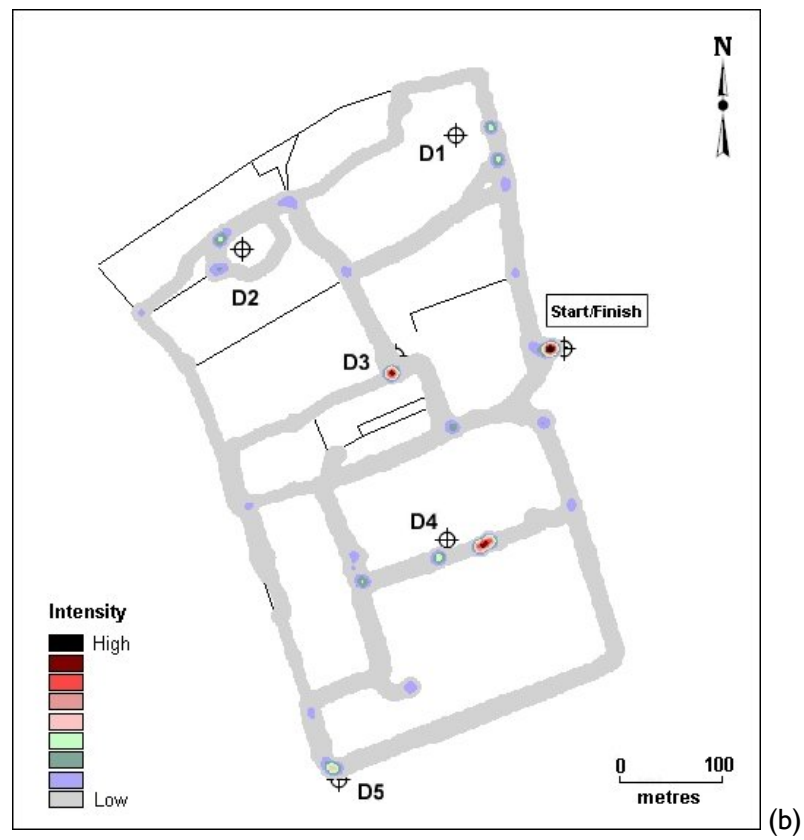 N
D1
D2
Start/Finish
D3
D4
Intensity
High
Low
0 100
metres
D5
(b)